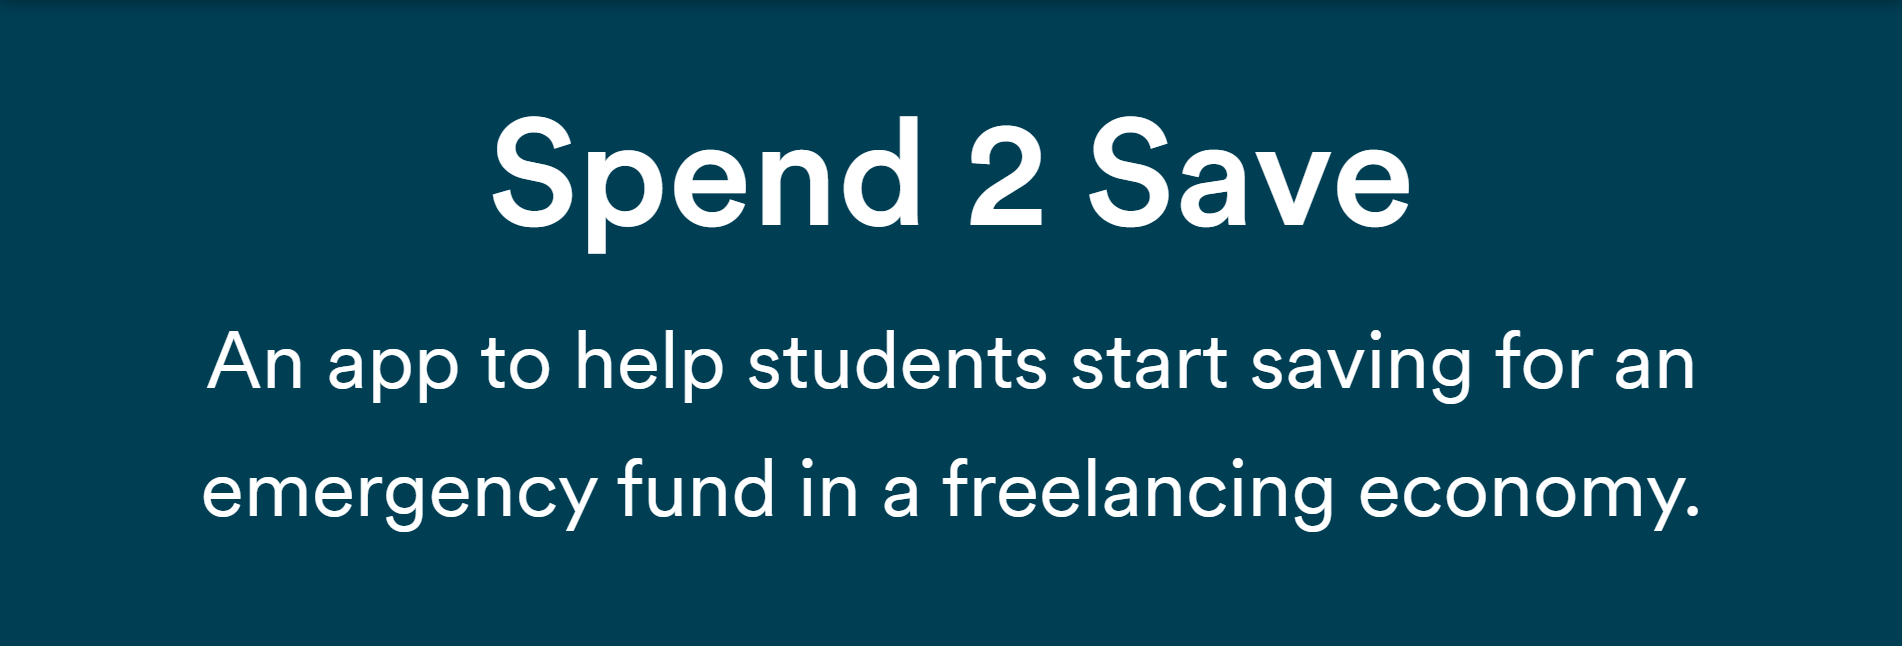 Spend 2 Save
An app to help students start saving for an
emergency fund in a freelancing economy.